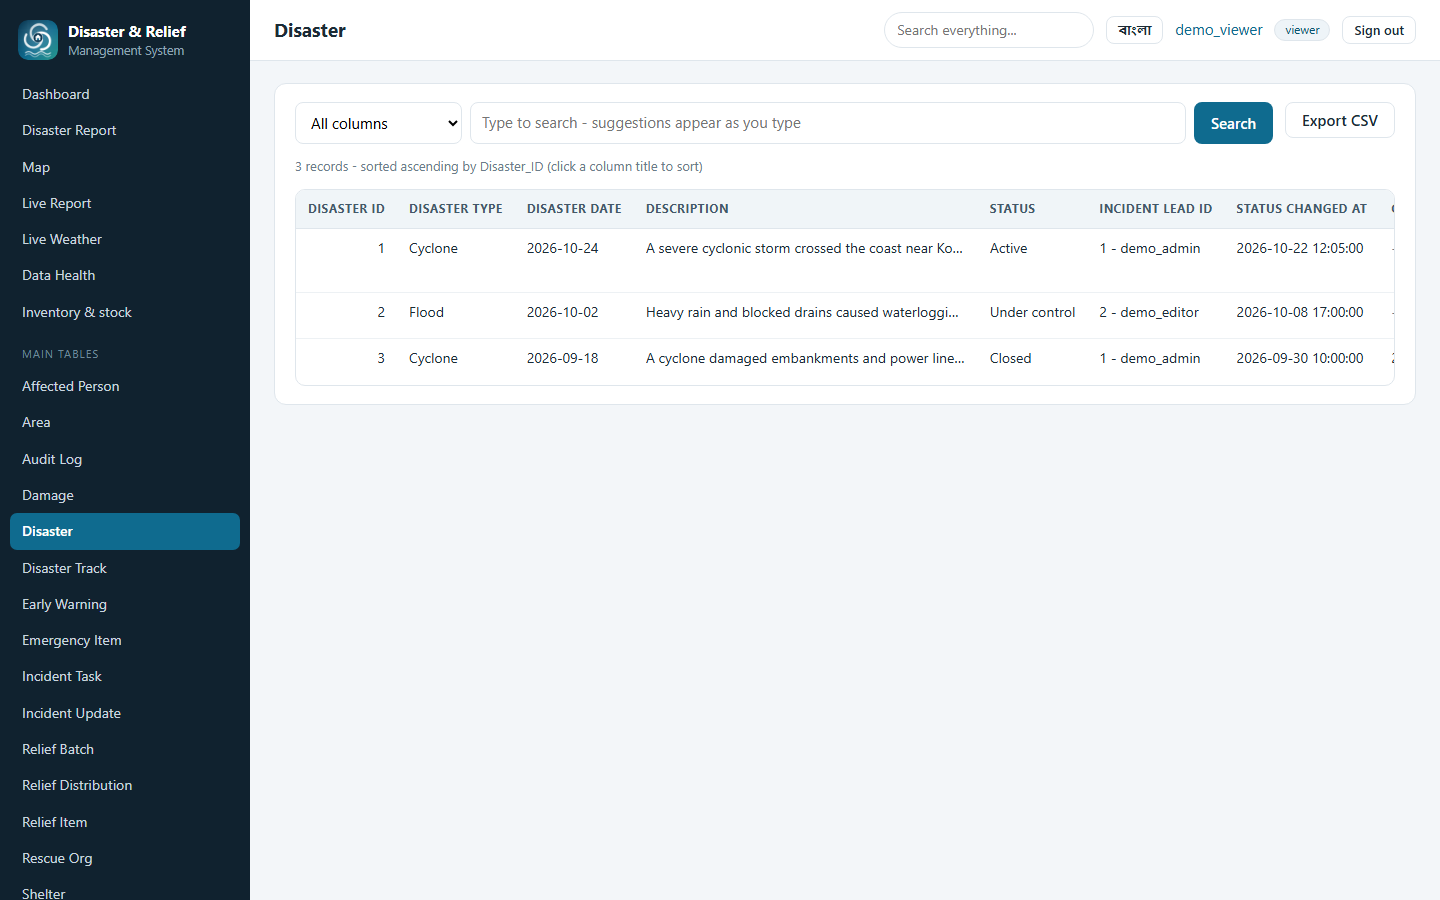 Disaster & Relief
Management System
Dashboard
Disaster Report
Map
Live Report
Live Weather
Data Health
Inventory & stock
MAIN TABLES
Affected Person
Area
Audit Log
Damage
Disaster
Disaster Track
Early Warning
Emergency Item
Incident Task
Incident Update
Relief Batch
Relief Distribution
Relief Item
Rescue Org
Shelter
Disaster
Search everything...
বাংলা
demo_viewer
viewer
Sign out
All columns
Type to search - suggestions appear as you type
Search
Export CSV
3 records - sorted ascending by Disaster_ID (click a column title to sort)
DISASTER ID DISASTER TYPE DISASTER DATE DESCRIPTION STATUS INCIDENT LEAD ID STATUS CHANGED AT
1 Cyclone 2026-10-24 A severe cyclonic storm crossed the coast near Ko... Active 1 - demo_admin 2026-10-22 12:05:00
2 Flood 2026-10-02 Heavy rain and blocked drains caused waterloggi... Under control 2 - demo_editor 2026-10-08 17:00:00
3 Cyclone 2026-09-18 A cyclone damaged embankments and power line... Closed 1 - demo_admin 2026-09-30 10:00:00